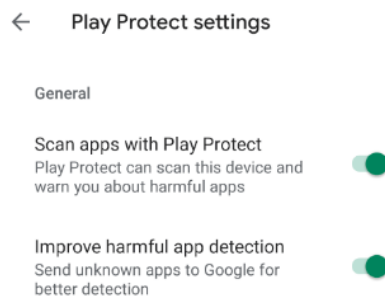 Play Protect settings
General
Scan apps with Play Protect
Play Protect can scan this device and
warn you about harmful apps
Improve harmful app detection
Send unknown apps to Google for
better detection